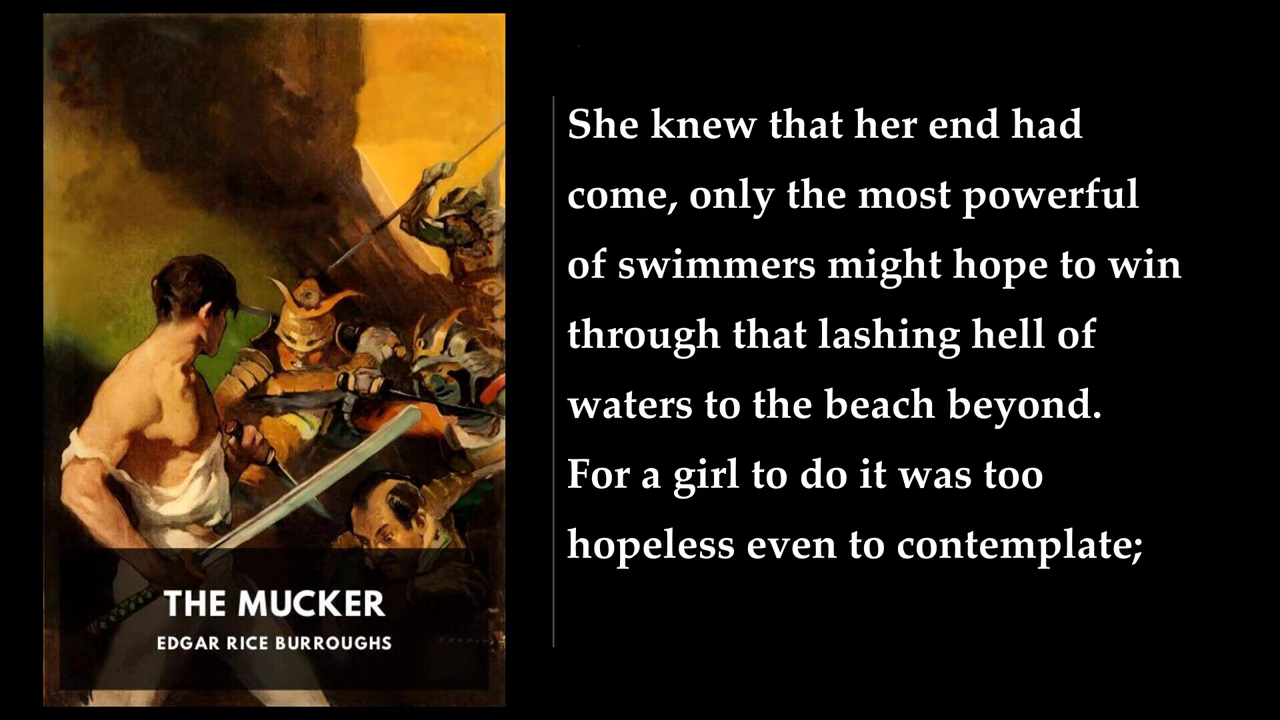 THE MUCKER
EDGAR RICE BURROUGHS
She knew that her end had
come, only the most powerful
of swimmers might hope to win
through that lashing hell of
waters to the beach beyond.
For a girl to do it was too
hopeless even to contemplate;